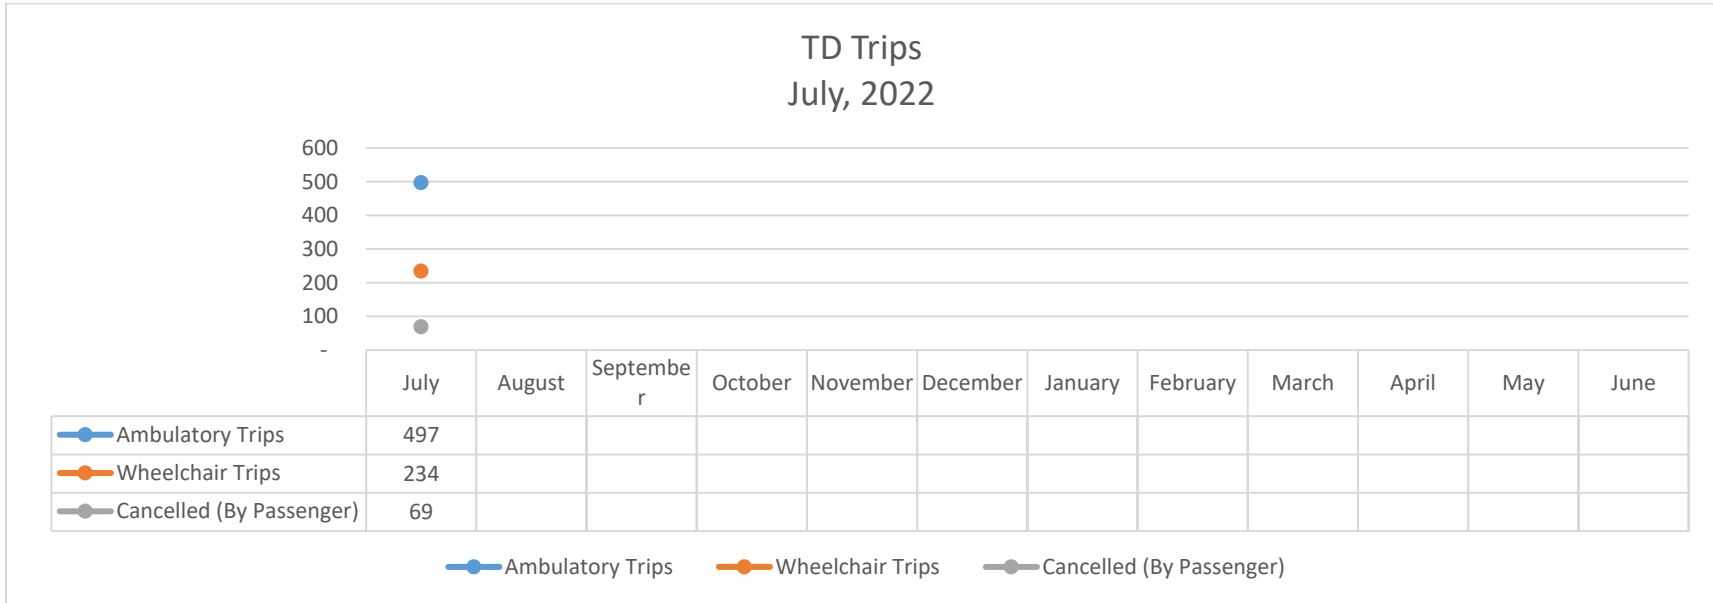 TD Trips
July, 2022
600
500
400
300
200
100
-
July August Septembe
r October November December January February March April May June
Ambulatory Trips 497
Wheelchair Trips 234
Cancelled (By Passenger) 69
Ambulatory Trips Wheelchair Trips Cancelled (By Passenger)